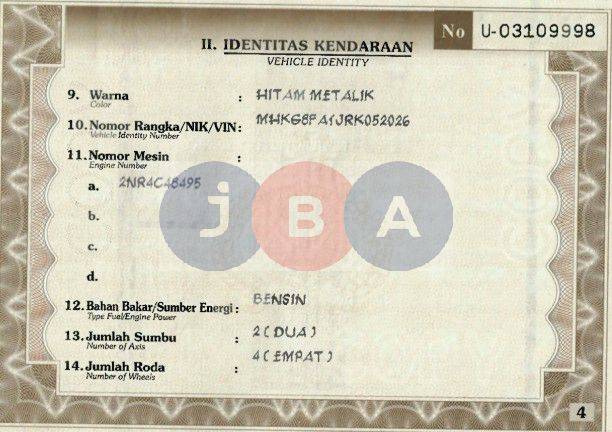 No U-03109998
II. IDENTITAS KENDARAAN
VEHICLE IDENTITY
9. Warna : HITAM METALIK
Color
10. Nomor Rangka/NIK/VIN: MHKG8FA1JRK052026
Vehicle Identity Number
11. Nomor Mesin :
Engine Number
a. 2NR4C48495
b.
c.
d.
jBA
12. Bahan Bakar/Sumber Energi : BENSIN
Type Fuel/Engine Power
13. Jumlah Sumbu : 2 ( DUA )
Number of Axis
14. Jumlah Roda : 4 ( EMPAT )
Number of Wheels
4